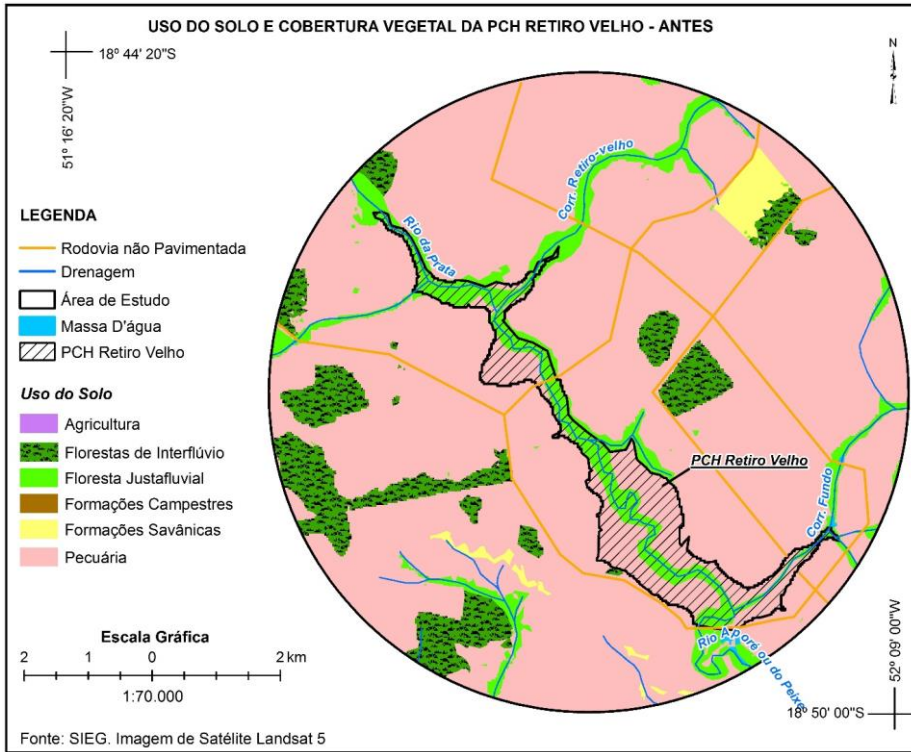 USO DO SOLO E COBERTURA VEGETAL DA PCH RETIRO VELHO - ANTES
18º 44' 20"S
51º 16' 20"W
N
LEGENDA
Rodovia não Pavimentada
Drenagem
Área de Estudo
Massa D'água
PCH Retiro Velho
Uso do Solo
Agricultura
Florestas de Interflúvio
Floresta Justafluvial
Formações Campestres
Formações Savânicas
Pecuária
Escala Gráfica
2 1 0 2 km
1:70.000
Fonte: SIEG. Imagem de Satélite Landsat 5
Corr. Retiro-velho
Rio da Prata
PCH Retiro Velho
Corr. Fundo
Rio Aporé ou do Peixe
52º 09' 00"W
18º 50' 00"S